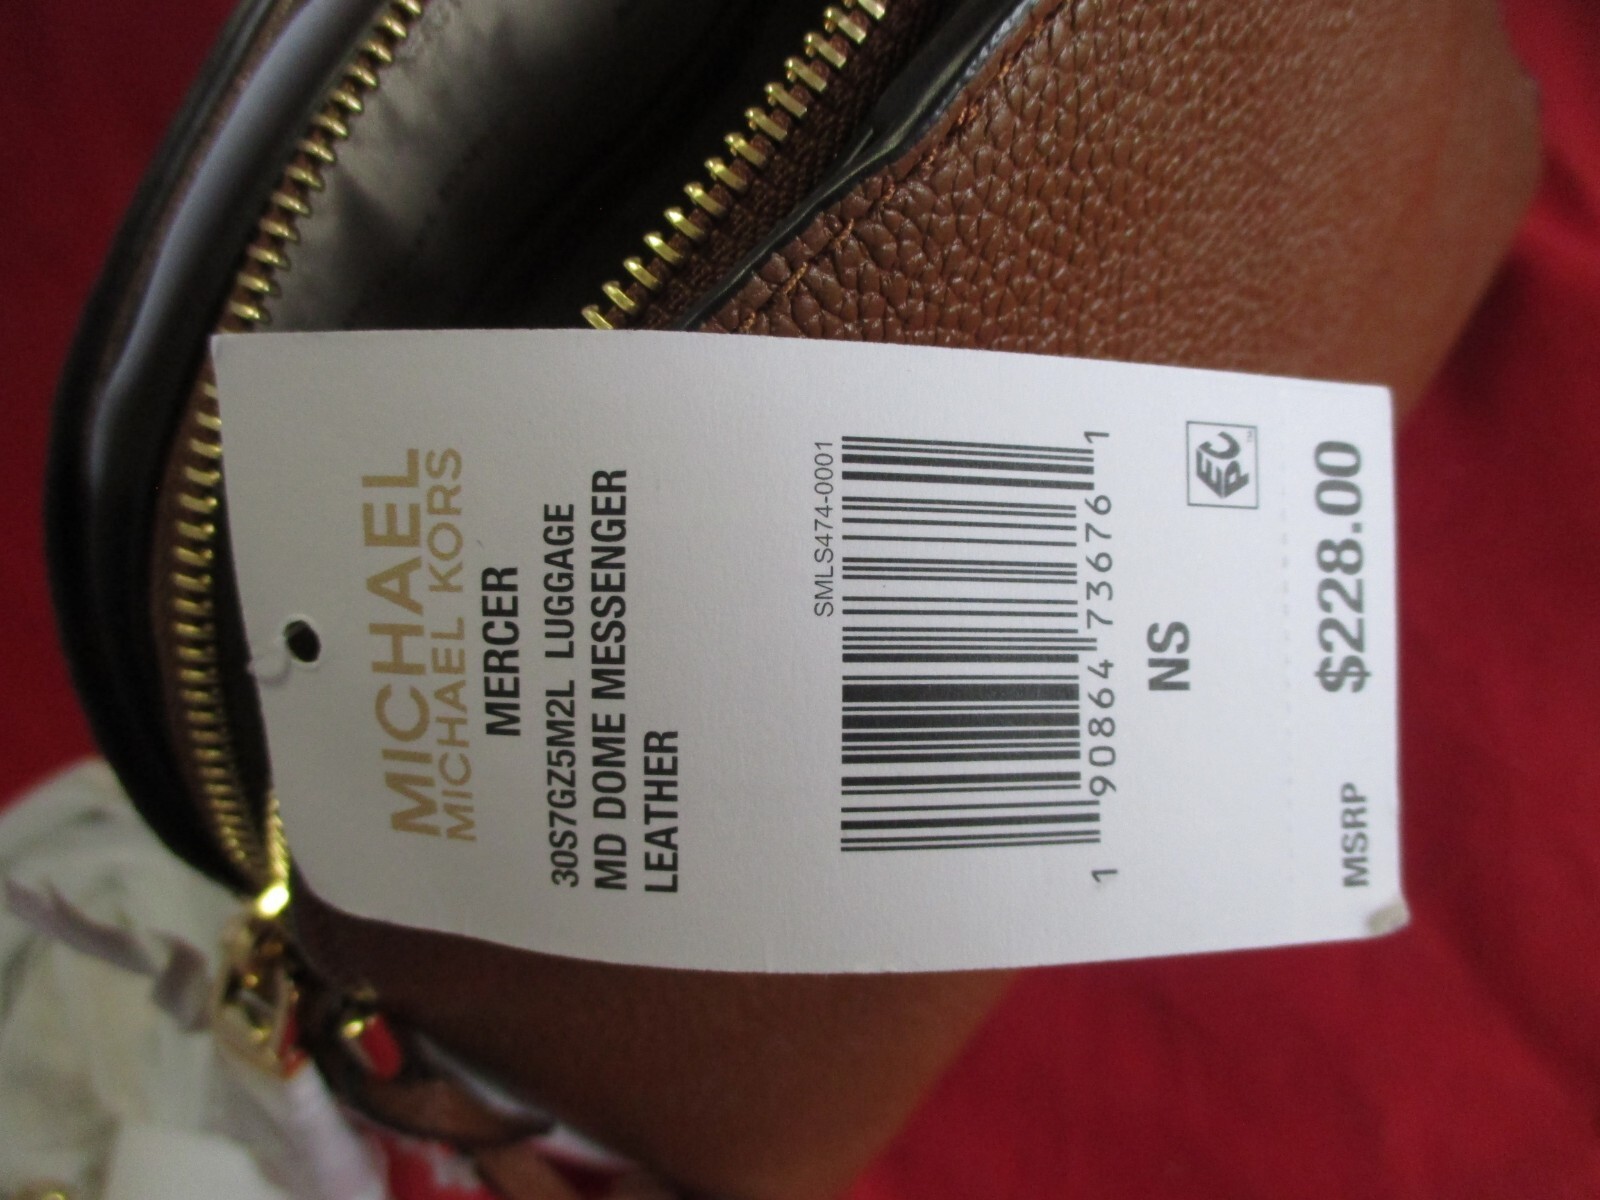 MICHAEL
MICHAEL KORS
MERCER
30S7GZ5M2L LUGGAGE
MD DOME MESSENGER
LEATHER
SMLS474-0001
1 90864 73676 1
NS
EPC™
MSRP $228.00